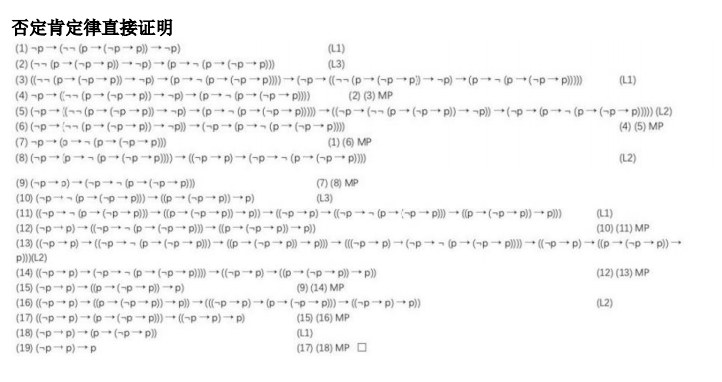 否定肯定律直接证明
(1) ¬p→(¬¬ (p→(¬p→p))→¬p) (L1)
(2) (¬¬ (p→(¬p→p))→¬p)→(p→¬ (p→(¬p→p))) (L3)
(3) ((¬¬ (p→(¬p→p))→¬p)→(p→¬ (p→(¬p→p))))→(¬p→((¬¬ (p→(¬p→p))→¬p)→(p→¬ (p→(¬p→p))))) (L1)
(4) ¬p→((¬¬ (p→(¬p→p))→¬p)→(p→¬ (p→(¬p→p)))) (2) (3) MP
(5) (¬p→((¬¬ (p→(¬p→p))→¬p)→(p→¬ (p→(¬p→p)))))→((¬p→(¬¬ (p→(¬p→p))→¬p))→(¬p→(p→¬ (p→(¬p→p))))) (L2)
(6) (¬p→(¬¬ (p→(¬p→p))→¬p))→(¬p→(p→¬ (p→(¬p→p)))) (4) (5) MP
(7) ¬p→(p→¬ (p→(¬p→p))) (1) (6) MP
(8) (¬p→(p→¬ (p→(¬p→p))))→((¬p→p)→(¬p→¬ (p→(¬p→p)))) (L2)
(9) (¬p→p)→(¬p→¬ (p→(¬p→p))) (7) (8) MP
(10) (¬p→¬ (p→(¬p→p)))→((p→(¬p→p))→p) (L3)
(11) ((¬p→¬ (p→(¬p→p)))→((p→(¬p→p))→p))→((¬p→p)→((¬p→¬ (p→(¬p→p)))→((p→(¬p→p))→p))) (L1)
(12) (¬p→p)→((¬p→¬ (p→(¬p→p)))→((p→(¬p→p))→p)) (10) (11) MP
(13) ((¬p→p)→((¬p→¬ (p→(¬p→p)))→((p→(¬p→p))→p)))→(((¬p→p)→(¬p→¬ (p→(¬p→p))))→((¬p→p)→((p→(¬p→p))→
p)))(L2)
(14) ((¬p→p)→(¬p→¬ (p→(¬p→p))))→((¬p→p)→((p→(¬p→p))→p)) (12) (13) MP
(15) (¬p→p)→((p→(¬p→p))→p) (9) (14) MP
(16) ((¬p→p)→((p→(¬p→p))→p))→(((¬p→p)→(p→(¬p→p)))→((¬p→p)→p)) (L2)
(17) ((¬p→p)→(p→(¬p→p)))→((¬p→p)→p) (15) (16) MP
(18) (¬p→p)→(p→(¬p→p)) (L1)
(19) (¬p→p)→p (17) (18) MP □